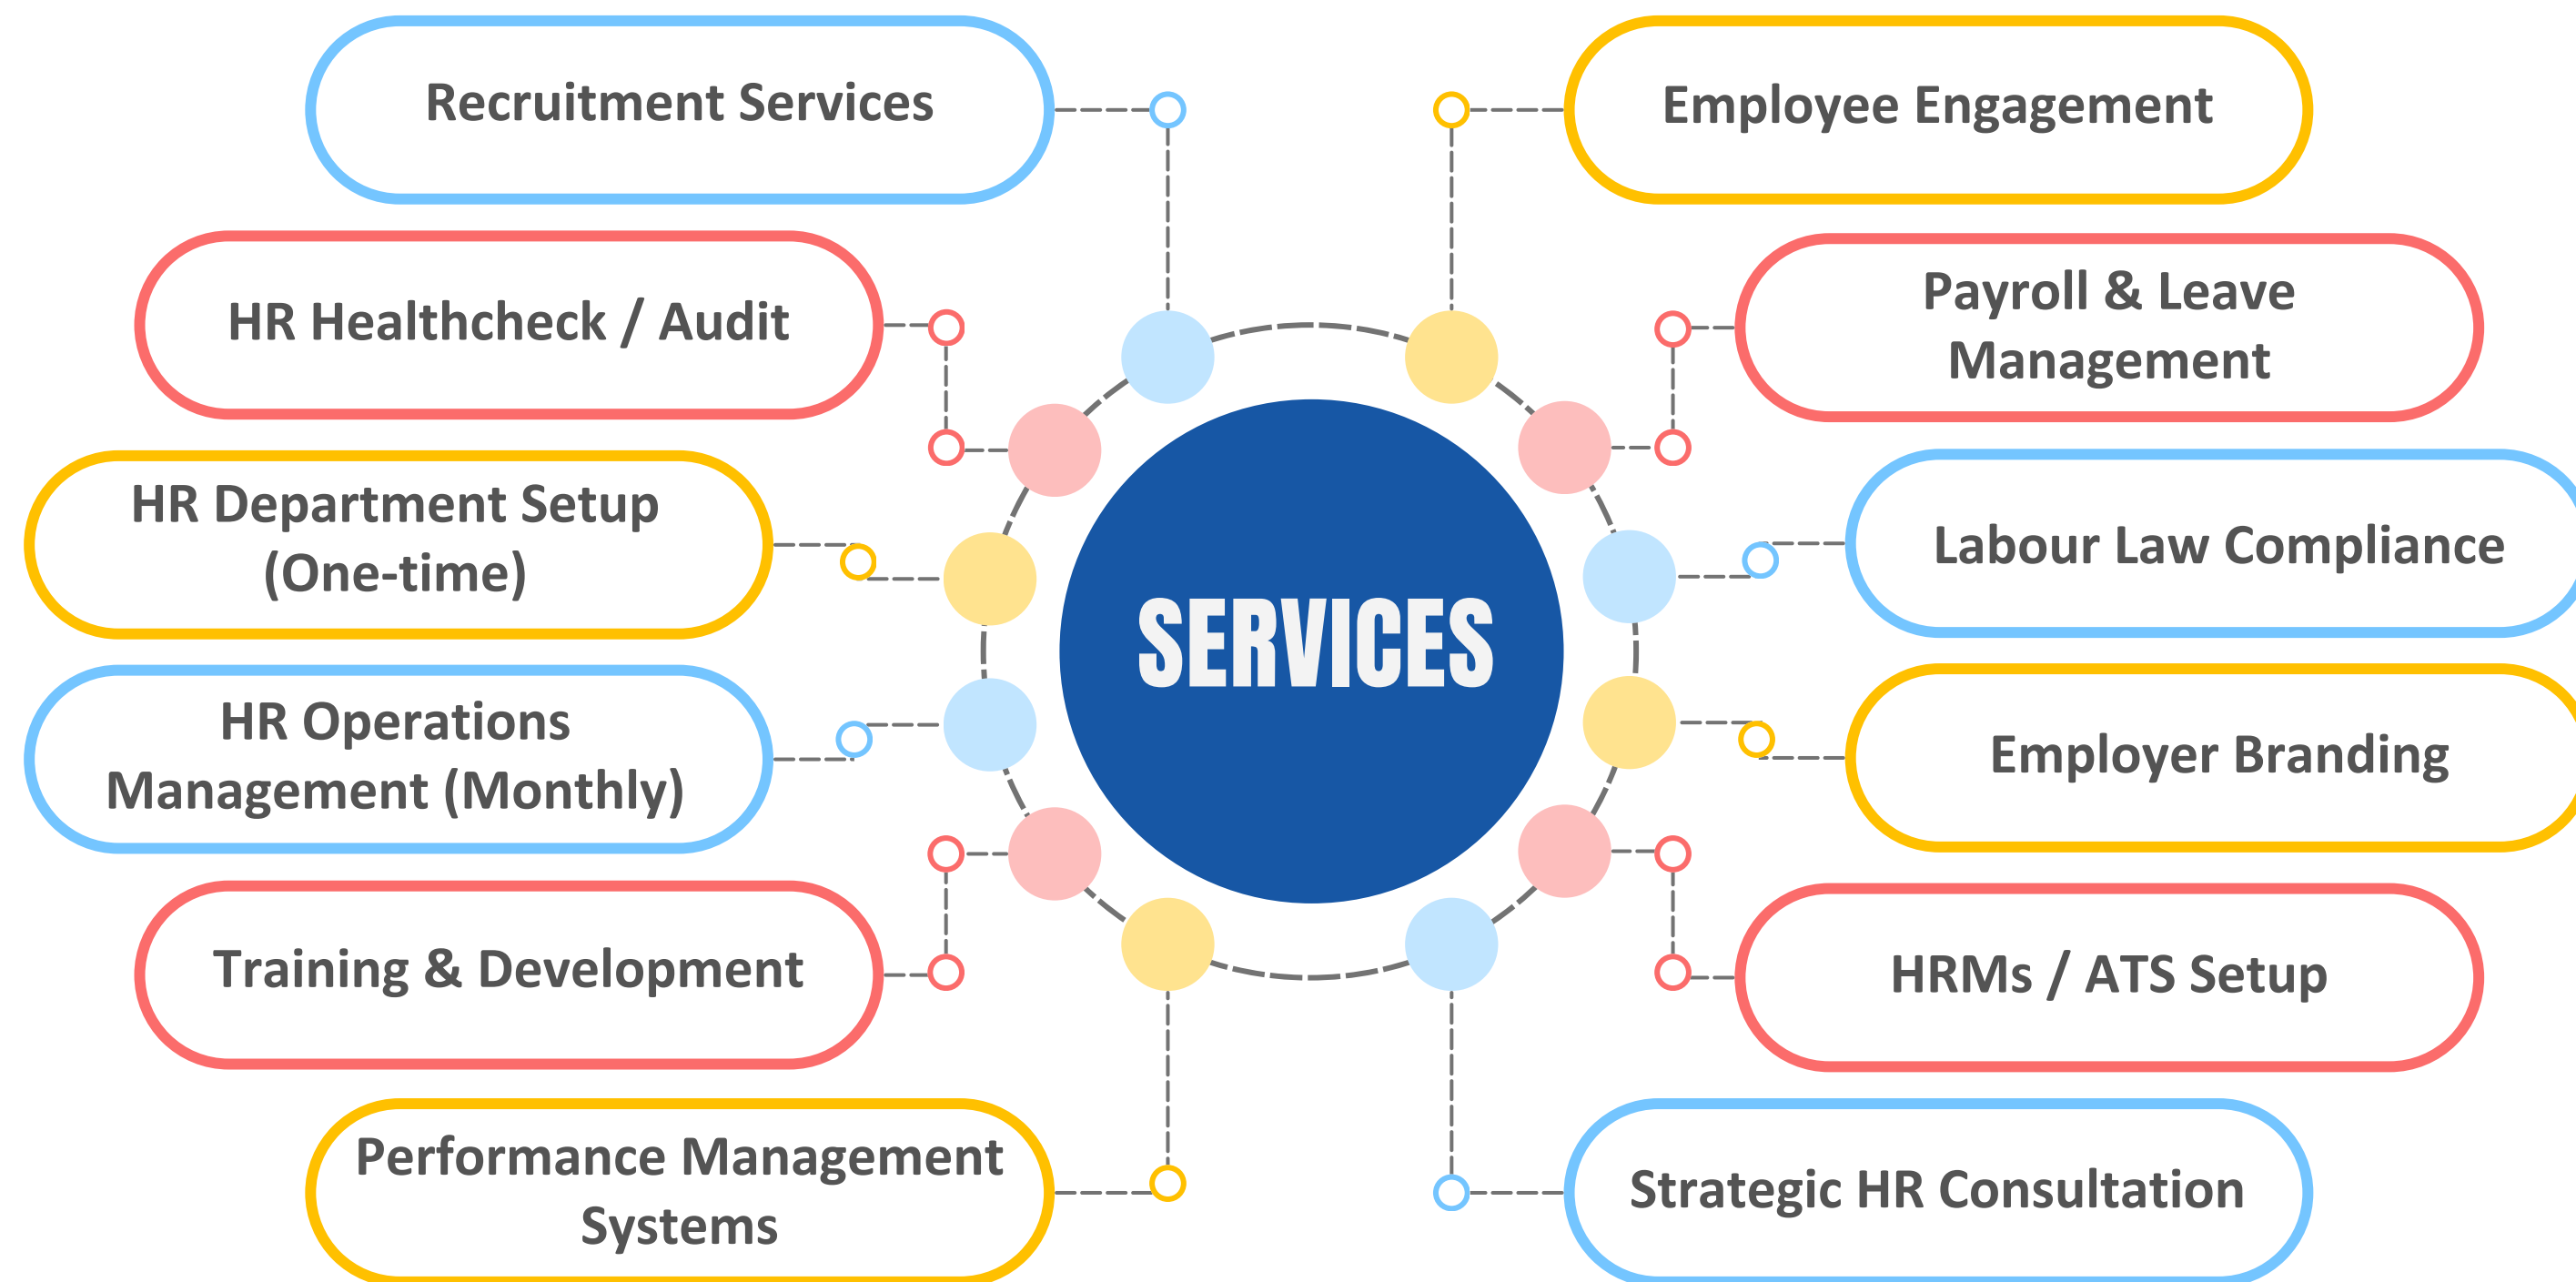 Recruitment Services
HR Healthcheck / Audit
HR Department Setup
(One-time)
HR Operations
Management (Monthly)
Training & Development
Performance Management
Systems
SERVICES
Employee Engagement
Payroll & Leave
Management
Labour Law Compliance
Employer Branding
HRMs / ATS Setup
Strategic HR Consultation